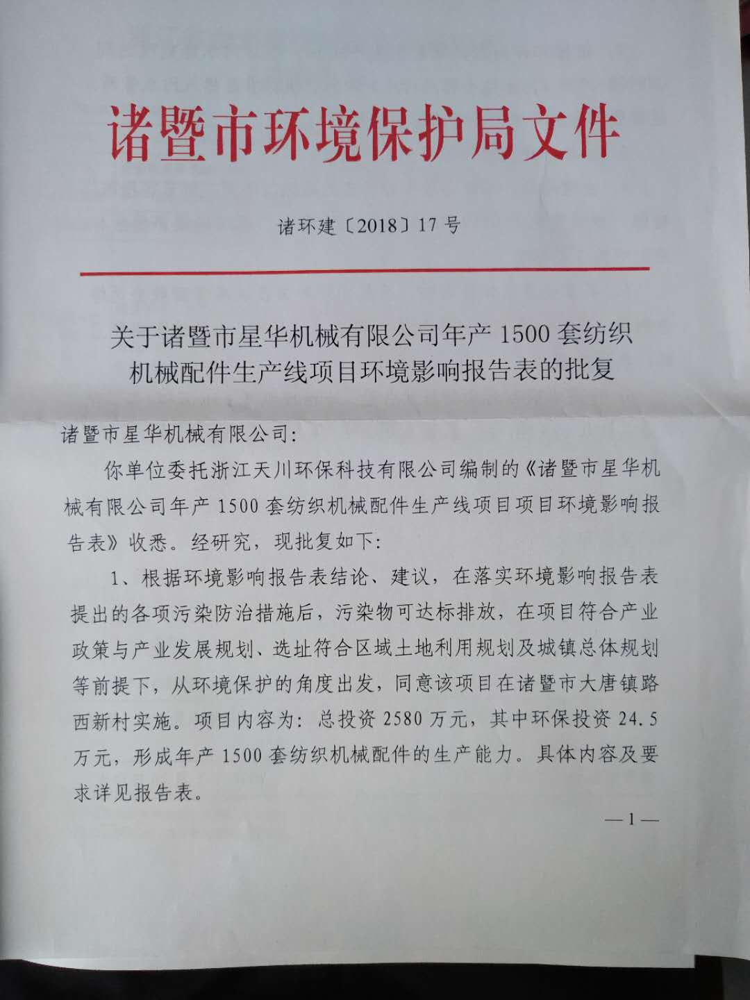 诸暨市环境保护局文件
诸环建〔2018〕17号
关于诸暨市星华机械有限公司年产1500套纺织
机械配件生产线项目环境影响报告表的批复
诸暨市星华机械有限公司：
你单位委托浙江天川环保科技有限公司编制的《诸暨市星华机
械有限公司年产1500套纺织机械配件生产线项目项目环境影响报
告表》收悉。经研究，现批复如下：
1、根据环境影响报告表结论、建议，在落实环境影响报告表
提出的各项污染防治措施后，污染物可达标排放，在项目符合产业
政策与产业发展规划、选址符合区域土地利用规划及城镇总体规划
等前提下，从环境保护的角度出发，同意该项目在诸暨市大唐镇路
西新村实施。项目内容为：总投资2580万元，其中环保投资24.5
万元，形成年产1500套纺织机械配件的生产能力。具体内容及要
求详见报告表。
—1—